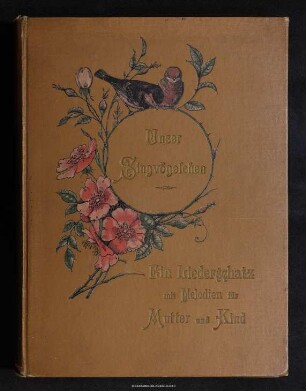 Unser
Singvögelchen
Ein Liederschatz
mit Melodien für
Mutter und Kind